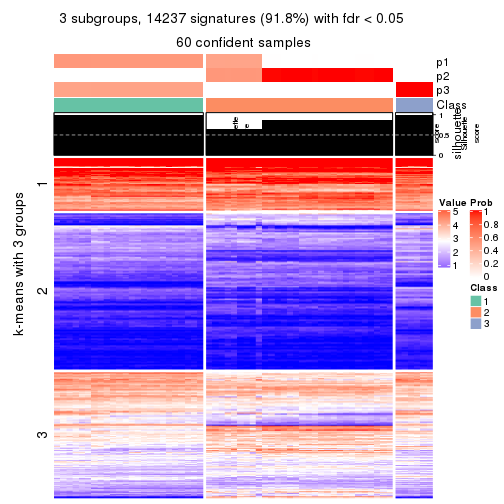 3 subgroups, 14237 signatures (91.8%) with fdr < 0.05
60 confident samples
p1
p2
p3
Class
1
0.5
0
silhouette
score
Silhouette
score
k-means with 3 groups
1
2
3
Value
5
4
3
2
1
Prob
1
0.8
0.6
0.4
0.2
0
Class
1
2
3